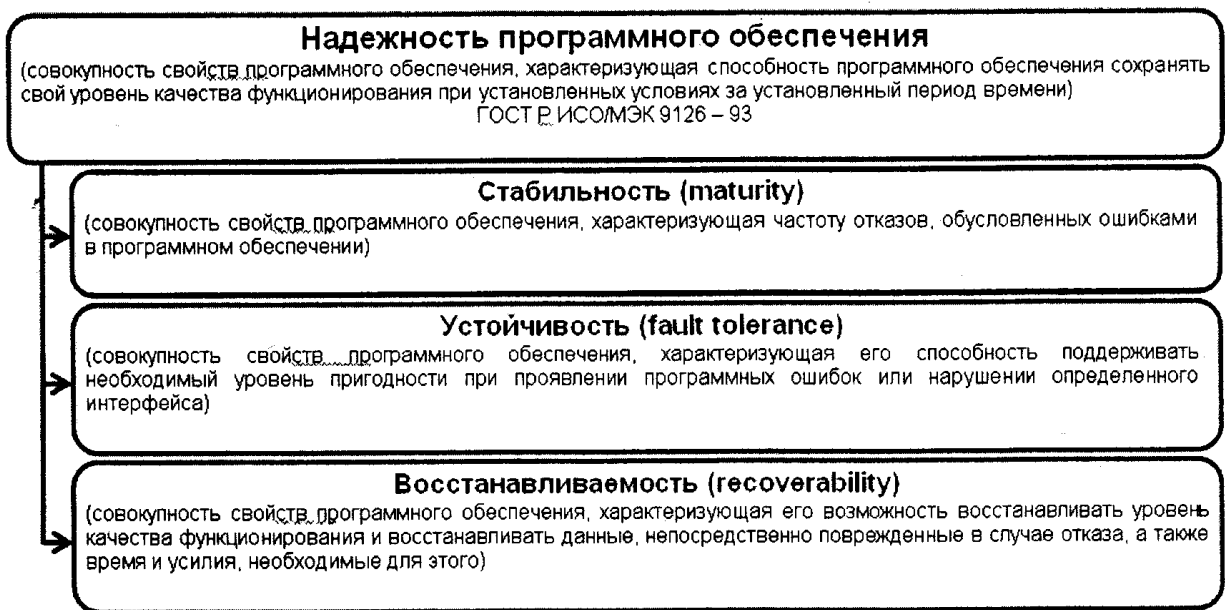 Надежность программного обеспечения
(совокупность свойств программного обеспечения, характеризующая способность программного обеспечения сохранять
свой уровень качества функционирования при установленных условиях за установленный период времени)
ГОСТ Р ИСО/МЭК 9126 – 93
Стабильность (maturity)
(совокупность свойств программного обеспечения, характеризующая частоту отказов, обусловленных ошибками
в программном обеспечении)
Устойчивость (fault tolerance)
(совокупность свойств программного обеспечения, характеризующая его способность поддерживать
необходимый уровень пригодности при проявлении программных ошибок или нарушении определенного
интерфейса)
Восстанавливаемость (recoverability)
(совокупность свойств программного обеспечения, характеризующая его возможность восстанавливать уровень
качества функционирования и восстанавливать данные, непосредственно поврежденные в случае отказа, а также
время и усилия, необходимые для этого)